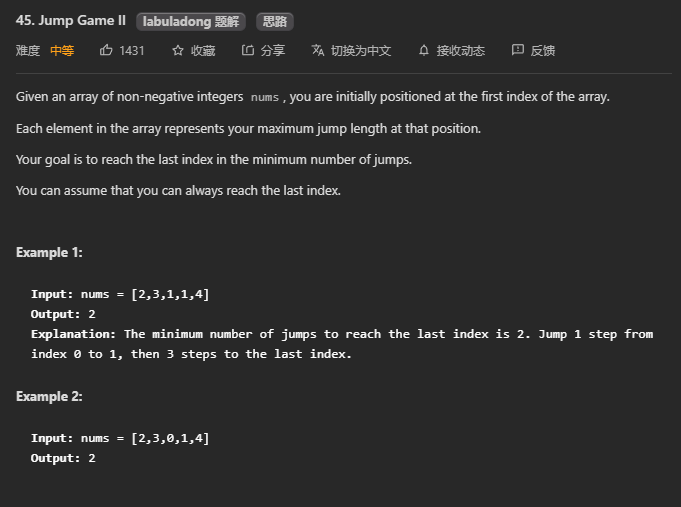 45. Jump Game II labuladong 题解 思路
难度 中等 1431 收藏 分享 切换为中文 接收动态 反馈
Given an array of non-negative integers nums, you are initially positioned at the first index of the array.
Each element in the array represents your maximum jump length at that position.
Your goal is to reach the last index in the minimum number of jumps.
You can assume that you can always reach the last index.
Example 1:
Input: nums = [2,3,1,1,4]
Output: 2
Explanation: The minimum number of jumps to reach the last index is 2. Jump 1 step from
index 0 to 1, then 3 steps to the last index.
Example 2:
Input: nums = [2,3,0,1,4]
Output: 2